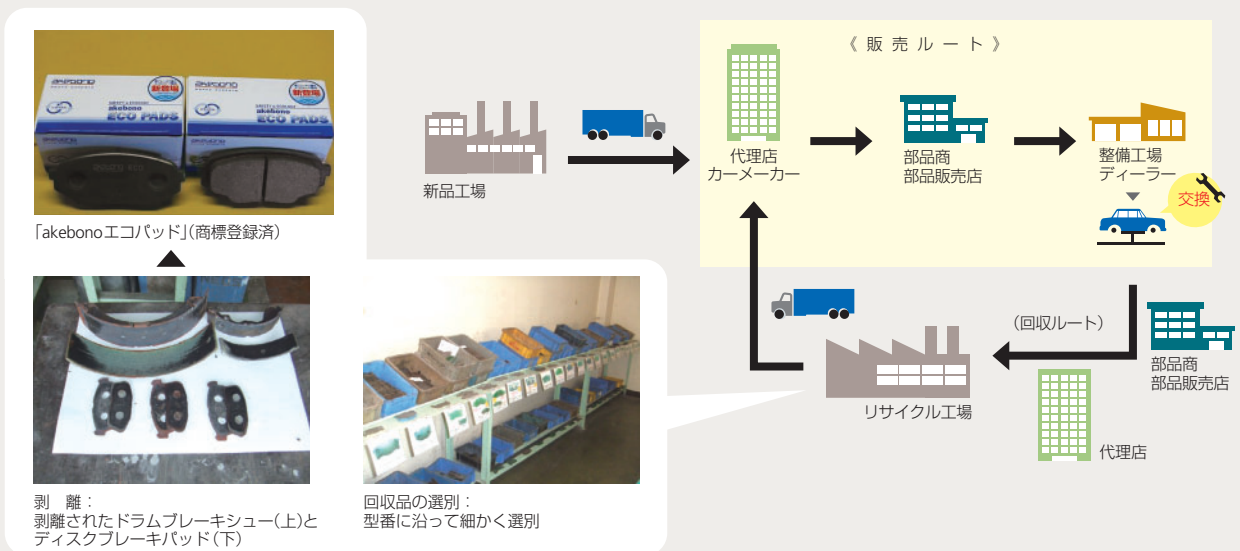 akebono
akebono
ECO PADS
akebono
akebono
ECO PADS
「akebonoエコパッド」(商標登録済)
剥　離：
剥離されたドラムブレーキシュー(上)と
ディスクブレーキパッド(下)
回収品の選別：
型番に沿って細かく選別
新品工場
《 販 売 ル ー ト 》
代理店
カーメーカー
部品商
部品販売店
整備工場
ディーラー
交換
(回収ルート)
リサイクル工場
部品商
部品販売店
代理店